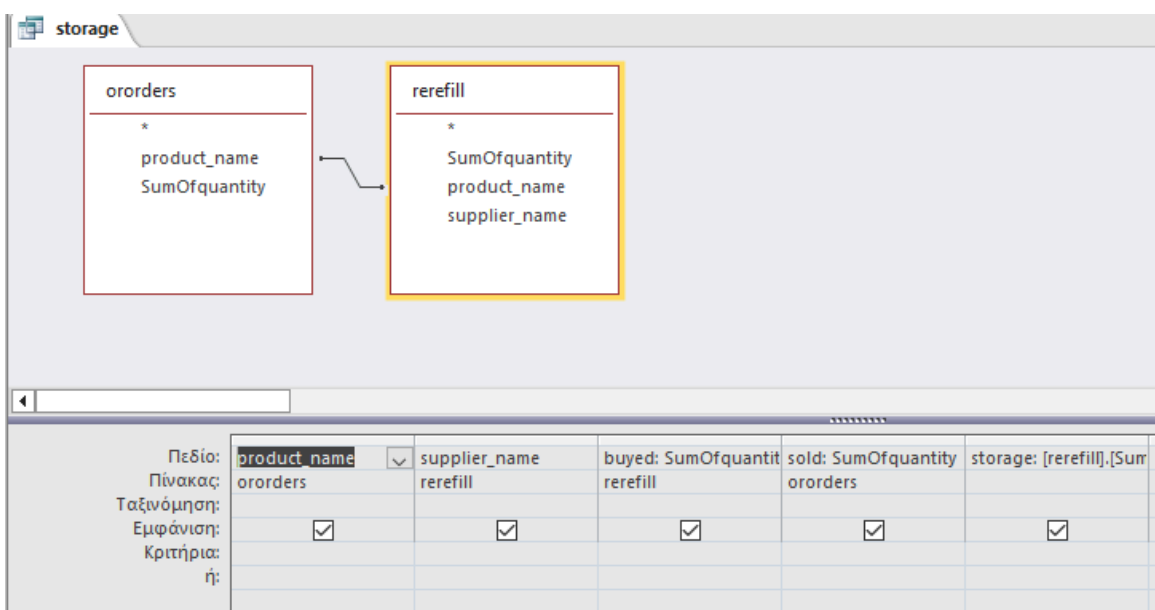 storage
ororders
*
product_name
SumOfquantity
rerefill
*
SumOfquantity
product_name
supplier_name
Πεδίο: product_name supplier_name buyed: SumOfquantit sold: SumOfquantity storage: [rerefill].[Sum
Πίνακας: ororders rerefill rerefill ororders
Ταξινόμηση:
Εμφάνιση:
Κριτήρια:
ή: